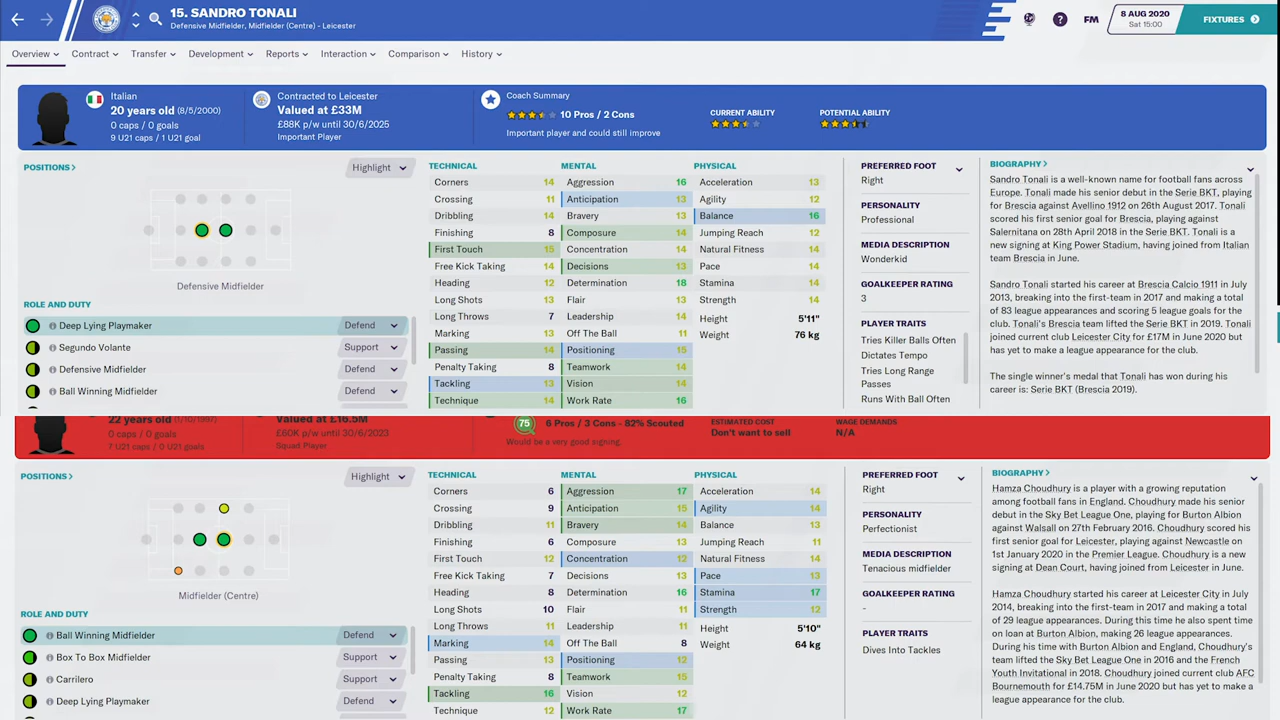 15. SANDRO TONALI
Defensive Midfielder, Midfielder (Centre) - Leicester
FM
8 AUG 2020
Sat 15:00
FIXTURES
Overview Contract Transfer Development Reports Interaction Comparison History
Italian
20 years old (8/5/2000)
0 caps / 0 goals
9 U21 caps / 1 U21 goal
Contracted to Leicester
Valued at £33M
£88K p/w until 30/6/2025
Important Player
Coach Summary
10 Pros / 2 Cons
Important player and could still improve
CURRENT ABILITY
POTENTIAL ABILITY
POSITIONS
Highlight
Defensive Midfielder
ROLE AND DUTY
Deep Lying Playmaker Defend
Segundo Volante Support
Defensive Midfielder Defend
Ball Winning Midfielder Defend
TECHNICAL
Corners 14
Crossing 11
Dribbling 14
Finishing 8
First Touch 15
Free Kick Taking 14
Heading 12
Long Shots 13
Long Throws 7
Marking 13
Passing 14
Penalty Taking 8
Tackling 13
Technique 14
MENTAL
Aggression 16
Anticipation 13
Bravery 13
Composure 14
Concentration 14
Decisions 13
Determination 18
Flair 13
Leadership 14
Off The Ball 11
Positioning 15
Teamwork 14
Vision 14
Work Rate 16
PHYSICAL
Acceleration 13
Agility 12
Balance 16
Jumping Reach 12
Natural Fitness 14
Pace 14
Stamina 14
Strength 14
Height 5'11"
Weight 76 kg
PREFERRED FOOT
Right
PERSONALITY
Professional
MEDIA DESCRIPTION
Wonderkid
GOALKEEPER RATING
3
PLAYER TRAITS
Tries Killer Balls Often
Dictates Tempo
Tries Long Range
Passes
Runs With Ball Often
BIOGRAPHY
Sandro Tonali is a well-known name for football fans across
Europe. Tonali made his senior debut in the Serie BKT, playing
for Brescia against Avellino 1912 on 26th August 2017. Tonali
scored his first senior goal for Brescia, playing against
Salernitana on 28th April 2018 in the Serie BKT. Tonali is a
new signing at King Power Stadium, having joined from Italian
team Brescia in June.
Sandro Tonali started his career at Brescia Calcio 1911 in July
2013, breaking into the first-team in 2017 and making a total
of 83 league appearances and scoring 5 league goals for the
club. Tonali's Brescia team lifted the Serie BKT in 2019. Tonali
joined current club Leicester City for £17M in June 2020 but
has yet to make a league appearance for the club.
The single winner's medal that Tonali has won during his
career is: Serie BKT (Brescia 2019).
22 years old (1/10/1997)
0 caps / 0 goals
7 U21 caps / 0 U21 goals
Valued at £16.5M
£60K p/w until 30/6/2023
Squad Player
75
6 Pros / 3 Cons - 82% Scouted
Would be a very good signing.
ESTIMATED COST
Don't want to sell
WAGE DEMANDS
N/A
POSITIONS
Highlight
Midfielder (Centre)
ROLE AND DUTY
Ball Winning Midfielder Defend
Box To Box Midfielder Support
Carrilero Support
Deep Lying Playmaker Defend
TECHNICAL
Corners 6
Crossing 9
Dribbling 11
Finishing 6
First Touch 12
Free Kick Taking 7
Heading 8
Long Shots 10
Long Throws 11
Marking 14
Passing 13
Penalty Taking 8
Tackling 16
Technique 12
MENTAL
Aggression 17
Anticipation 15
Bravery 14
Composure 13
Concentration 12
Decisions 13
Determination 16
Flair 11
Leadership 11
Off The Ball 8
Positioning 12
Teamwork 15
Vision 12
Work Rate 17
PHYSICAL
Acceleration 14
Agility 14
Balance 13
Jumping Reach 11
Natural Fitness 14
Pace 13
Stamina 17
Strength 12
Height 5'10"
Weight 64 kg
PREFERRED FOOT
Right
PERSONALITY
Perfectionist
MEDIA DESCRIPTION
Tenacious midfielder
GOALKEEPER RATING
-
PLAYER TRAITS
Dives Into Tackles
BIOGRAPHY
Hamza Choudhury is a player with a growing reputation
among football fans in England. Choudhury made his senior
debut in the Sky Bet League One, playing for Burton Albion
against Walsall on 27th February 2016. Choudhury scored his
first senior goal for Leicester, playing against Newcastle on
1st January 2020 in the Premier League. Choudhury is a new
signing at Dean Court, having joined from Leicester in June.
Hamza Choudhury started his career at Leicester City in July
2014, breaking into the first-team in 2017 and making a total
of 29 league appearances. During this time he also spent time
on loan at Burton Albion, making 26 league appearances.
During his time with Burton Albion and England, Choudhury's
team lifted the Sky Bet League One in 2016 and the French
Youth Invitational in 2018. Choudhury joined current club AFC
Bournemouth for £14.75M in June 2020 but has yet to make a
league appearance for the club.